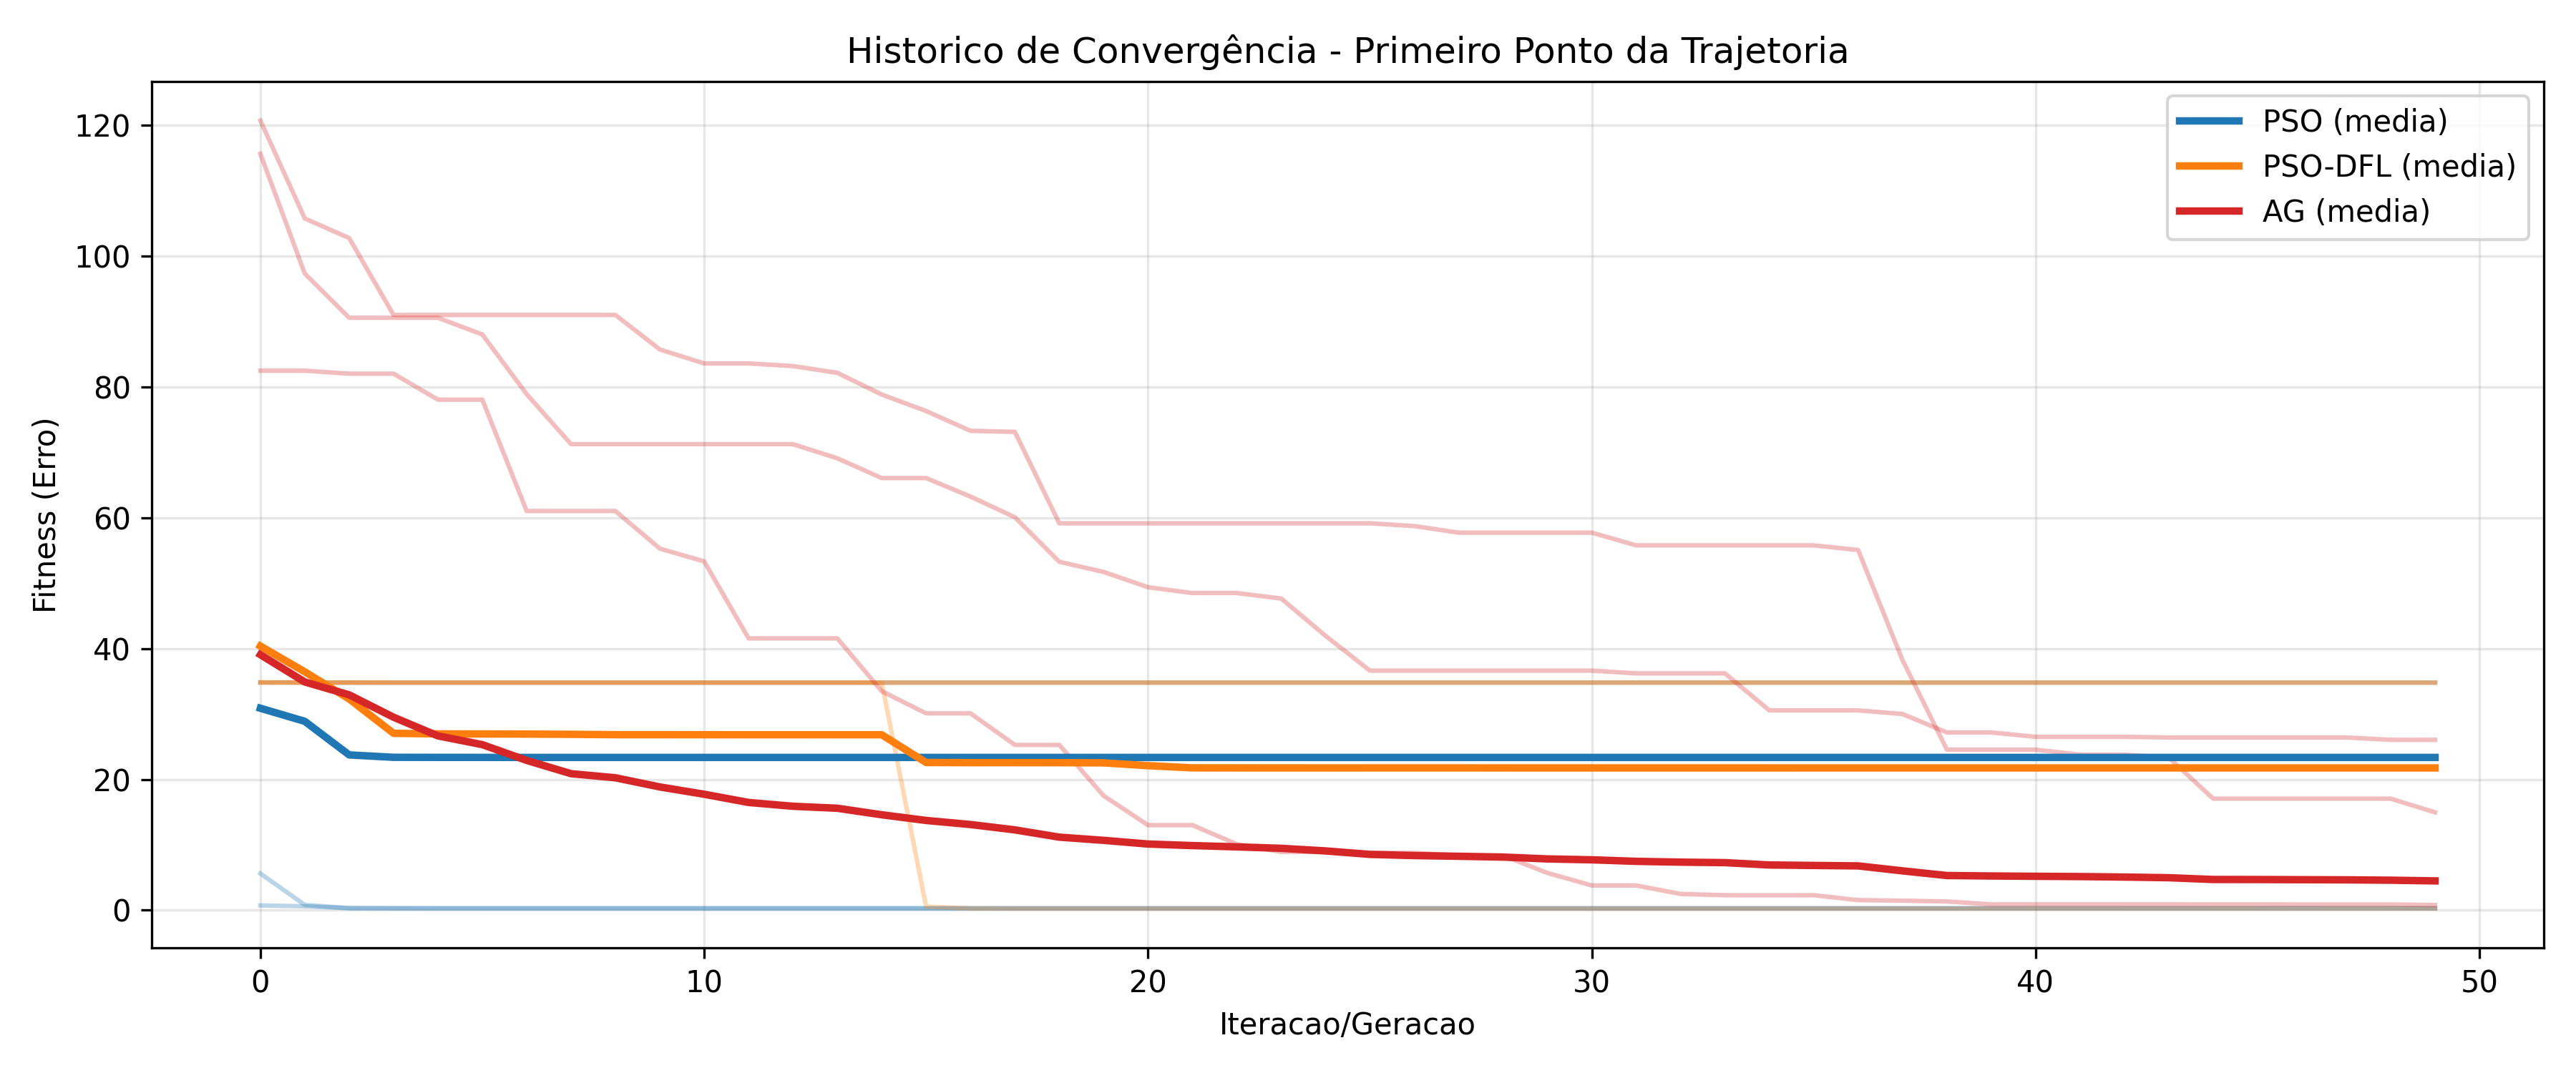 Historico de Convergência - Primeiro Ponto da Trajetoria
PSO (media)
PSO-DFL (media)
AG (media)
Fitness (Erro)
120
100
80
60
40
20
0
0 10 20 30 40 50
Iteracao/Geracao